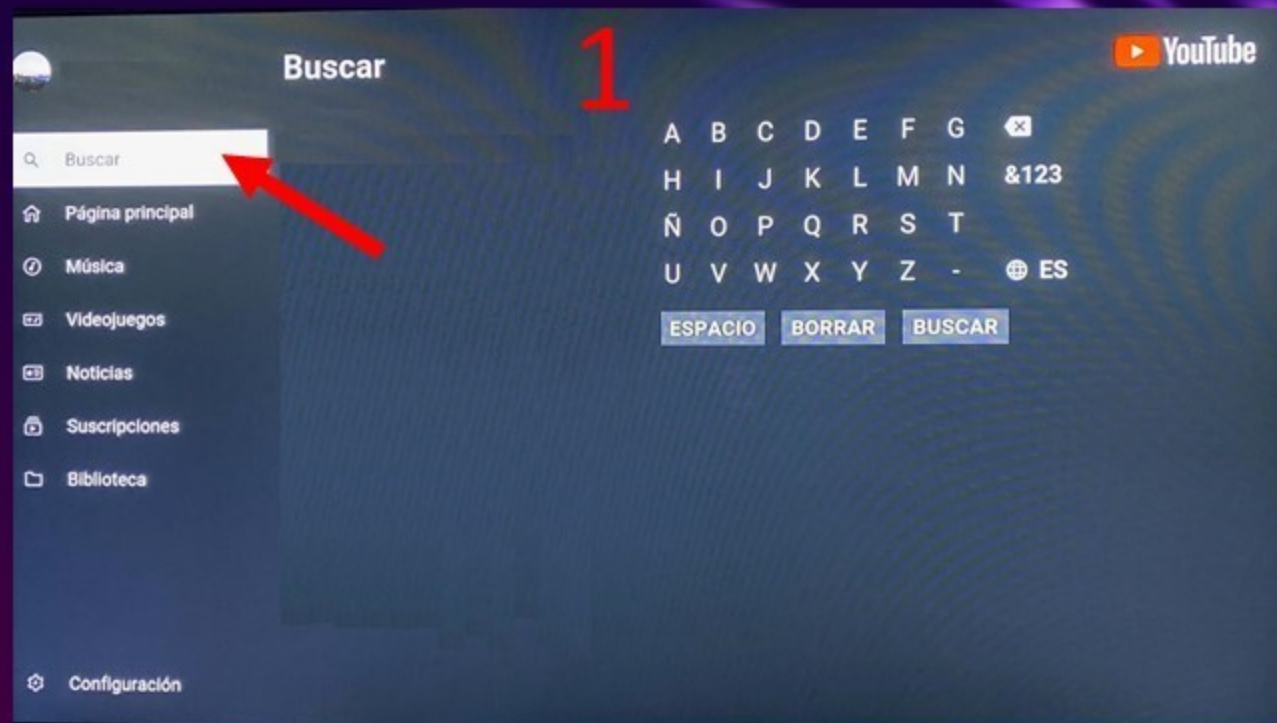 Buscar
1
YouTube
Buscar
Página principal
Música
Videojuegos
Noticias
Suscripciones
Biblioteca
Configuración
A B C D E F G
H I J K L M N &123
Ñ O P Q R S T
U V W X Y Z - ES
ESPACIO BORRAR BUSCAR